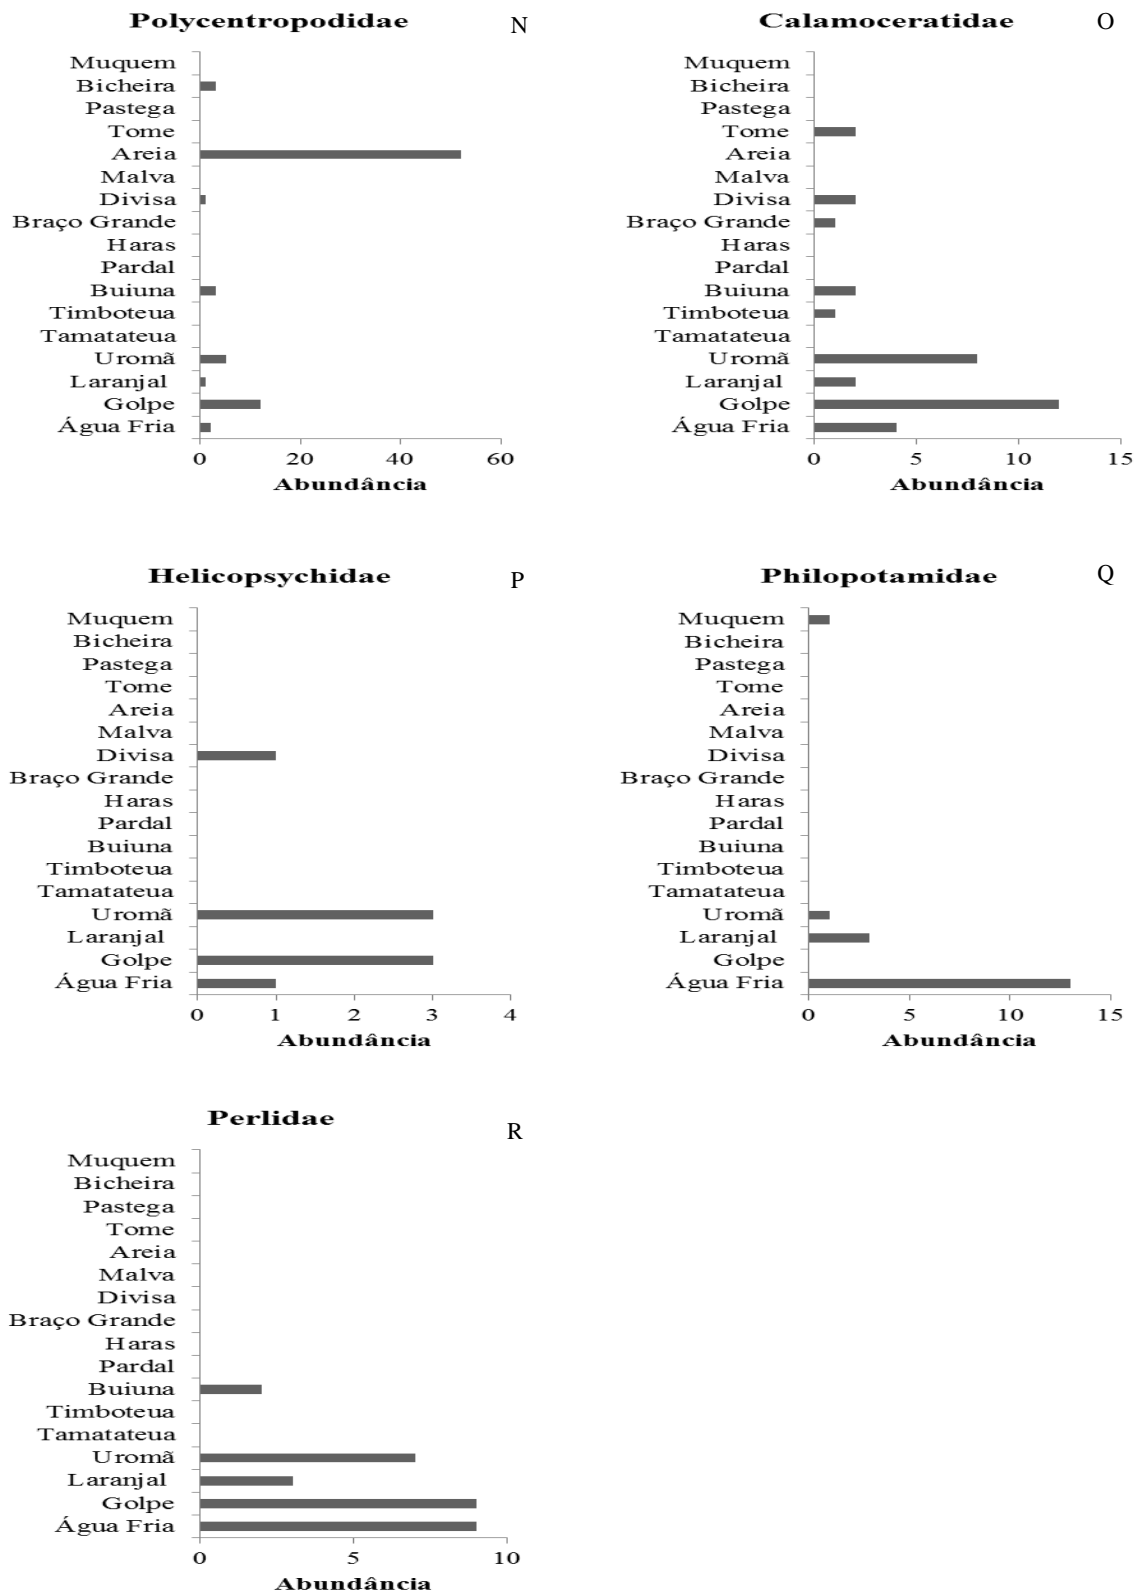 Polycentropodidae
N
Muquem
Bicheira
Pastega
Tome
Areia
Malva
Divisa
Braço Grande
Haras
Pardal
Buiuna
Timboteua
Tamatateua
Uromã
Laranjal
Golpe
Água Fria
0 20 40 60
Abundância
Calamoceratidae
O
Muquem
Bicheira
Pastega
Tome
Areia
Malva
Divisa
Braço Grande
Haras
Pardal
Buiuna
Timboteua
Tamatateua
Uromã
Laranjal
Golpe
Água Fria
0 5 10 15
Abundância
Helicopsychidae
P
Muquem
Bicheira
Pastega
Tome
Areia
Malva
Divisa
Braço Grande
Haras
Pardal
Buiuna
Timboteua
Tamatateua
Uromã
Laranjal
Golpe
Água Fria
0 1 2 3 4
Abundância
Philopotamidae
Q
Muquem
Bicheira
Pastega
Tome
Areia
Malva
Divisa
Braço Grande
Haras
Pardal
Buiuna
Timboteua
Tamatateua
Uromã
Laranjal
Golpe
Água Fria
0 5 10 15
Abundância
Perlidae
R
Muquem
Bicheira
Pastega
Tome
Areia
Malva
Divisa
Braço Grande
Haras
Pardal
Buiuna
Timboteua
Tamatateua
Uromã
Laranjal
Golpe
Água Fria
0 5 10
Abundância